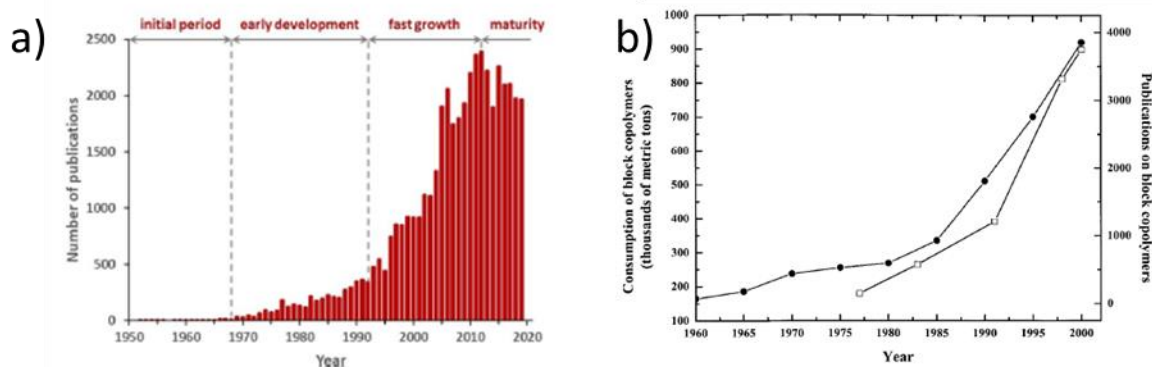 a)
initial period early development fast growth maturity
2500
2000
1500
1000
500
0
Number of publications
1950 1960 1970 1980 1990 2000 2010 2020
Year
b)
1000
900
800
700
600
500
400
300
200
100
Consumption of block copolymers
(thousands of metric tons)
4000
3000
2000
1000
0
Publications on block
copolymers
1960 1965 1970 1975 1980 1985 1990 1995 2000
Year